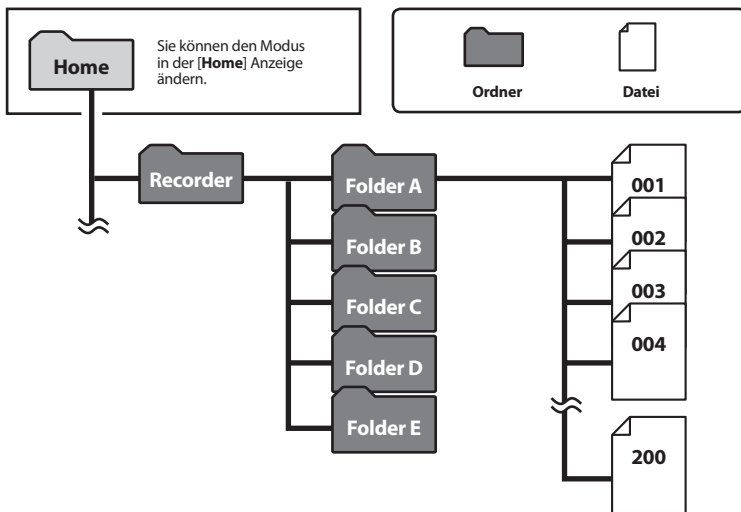 Home
Sie können den Modus
in der [Home] Anzeige
ändern.
Ordner
Datei
Recorder
Folder A
Folder B
Folder C
Folder D
Folder E
001
002
003
004
200